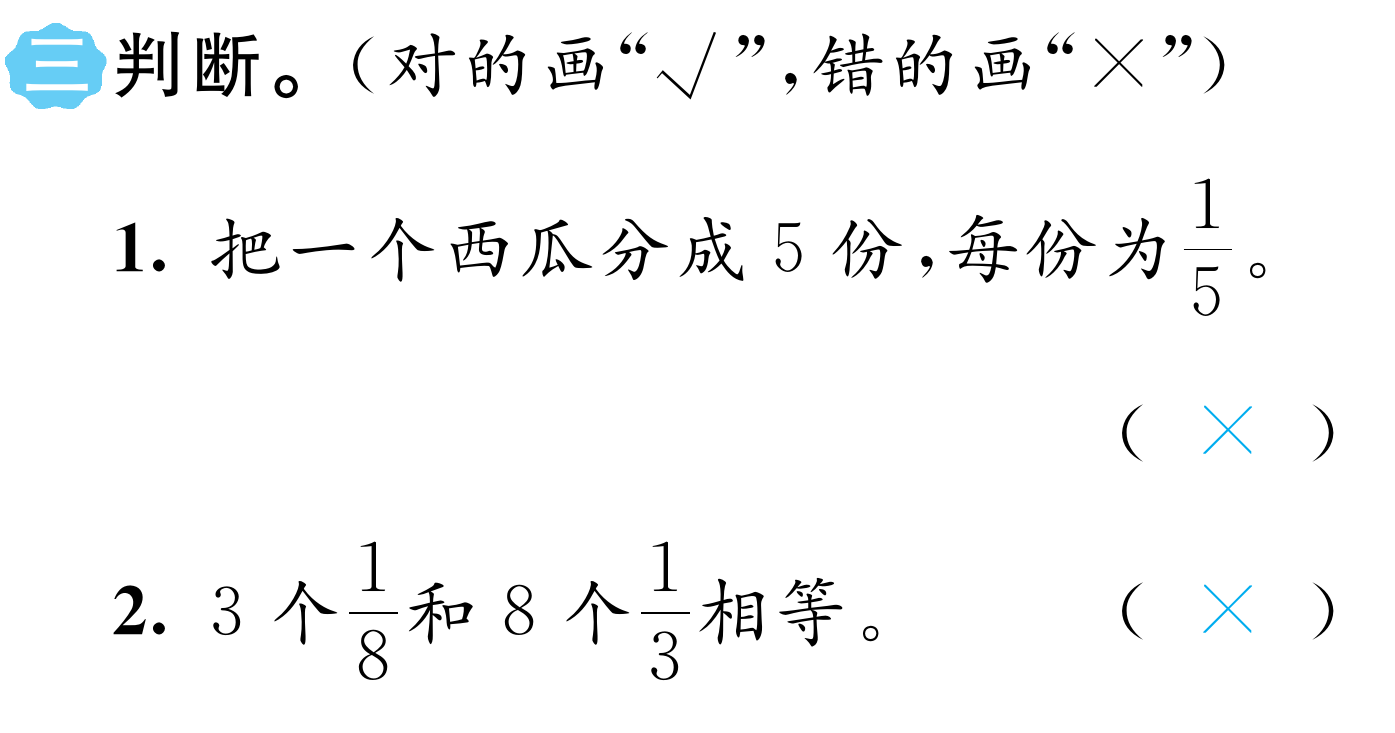 三 判断。(对的画“√”,错的画“×”)
1. 把一个西瓜分成 5 份,每份为1/5。
( × )
2. 3 个1/8和 8 个1/3相等。 ( × )